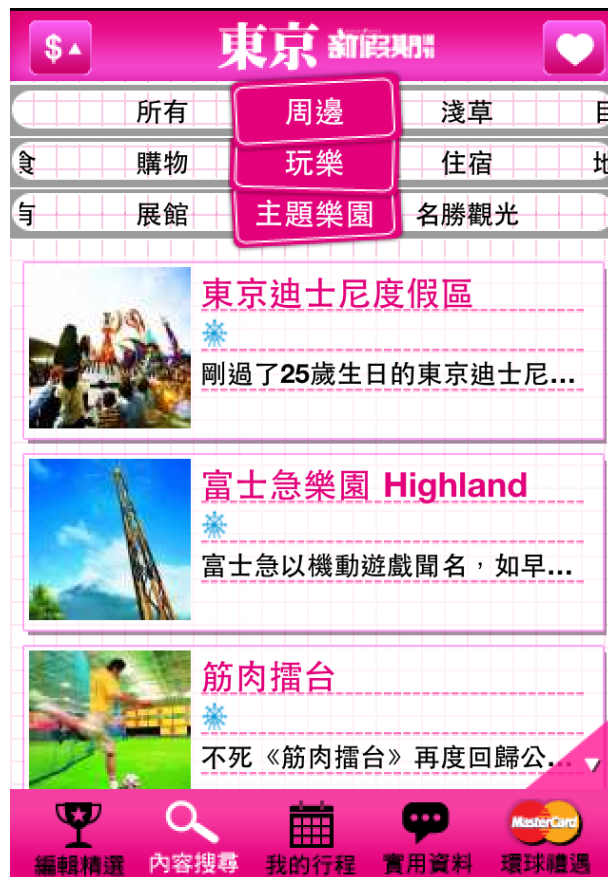 $
東京 新假期
所有 周邊 淺草 目
食 購物 玩樂 住宿 地
有 展館 主題樂園 名勝觀光
東京迪士尼度假區
剛過了25歲生日的東京迪士尼...
富士急樂園 Highland
富士急以機動遊戲聞名，如早...
筋肉擂台
不死《筋肉擂台》再度回歸公...
編輯精選 內容搜尋 我的行程 實用資料 MasterCard 環球禮遇